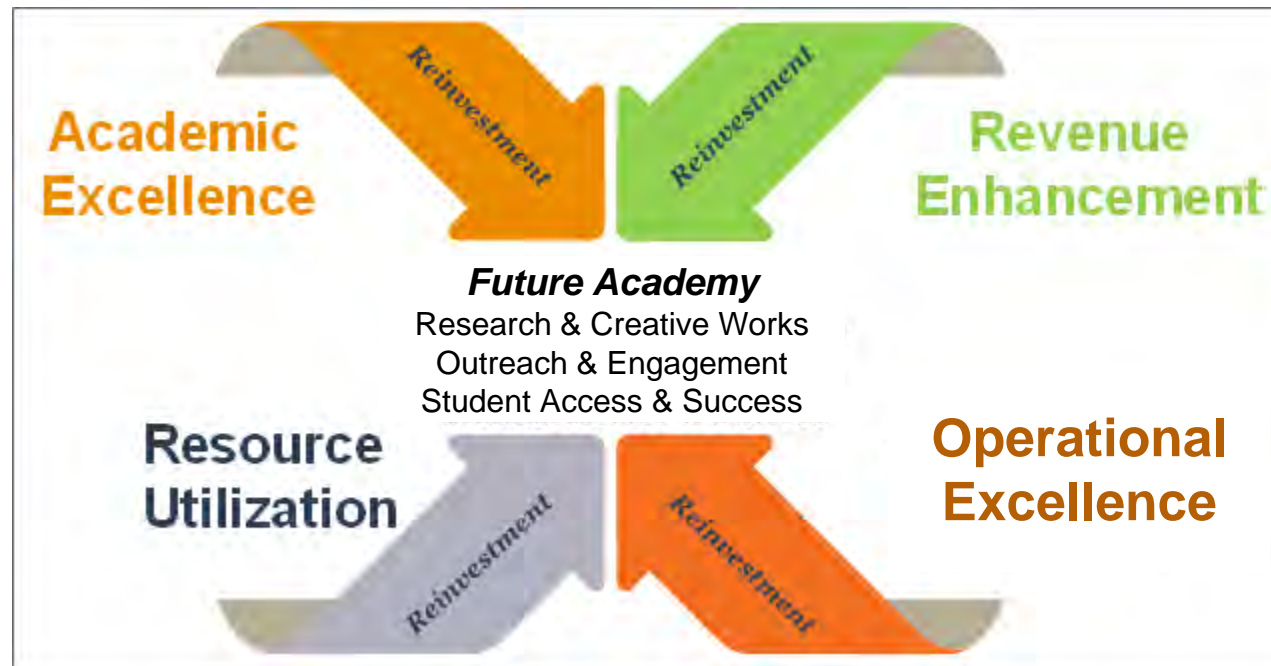 Reinvestment
Reinvestment
Academic
Excellence
Revenue
Enhancement
Future Academy
Research & Creative Works
Outreach & Engagement
Student Access & Success
Resource
Utilization
Operational
Excellence
Reinvestment
Reinvestment